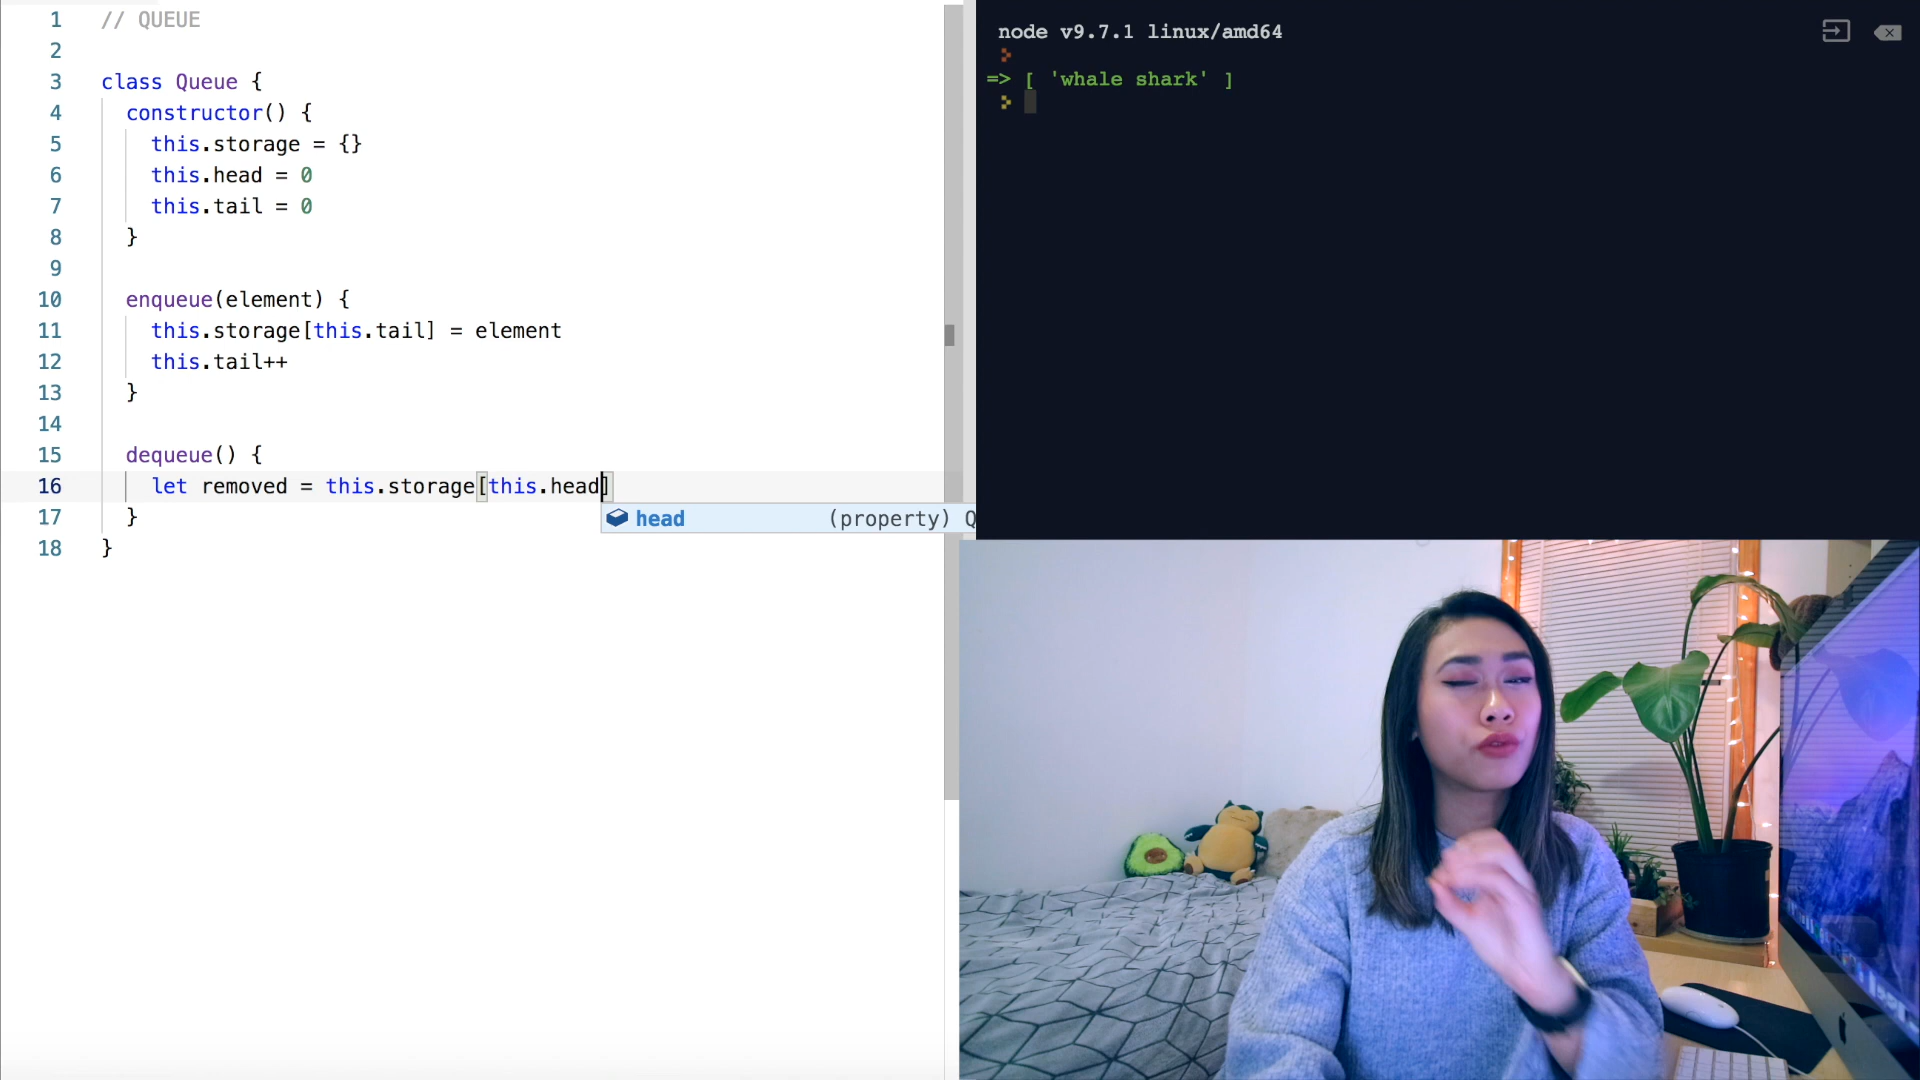 1 // QUEUE
2
3 class Queue {
4 constructor() {
5 this.storage = {}
6 this.head = 0
7 this.tail = 0
8 }
9
10 enqueue(element) {
11 this.storage[this.tail] = element
12 this.tail++
13 }
14
15 dequeue() {
16 let removed = this.storage[this.head]
17 }
head (property) Q
18 }
node v9.7.1 linux/amd64
=> [ 'whale shark' ]